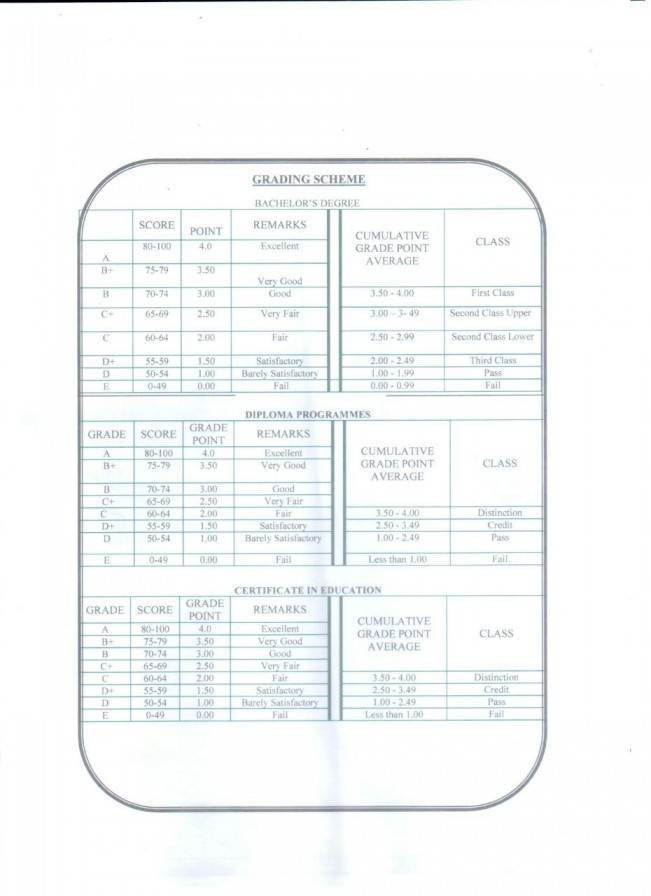 GRADING SCHEME
BACHELOR'S DEGREE
SCORE POINT REMARKS CUMULATIVE GRADE POINT AVERAGE CLASS
A 80-100 4.0 Excellent
B+ 75-79 3.50 Very Good
B 70-74 3.00 Good 3.50 - 4.00 First Class
C+ 65-69 2.50 Very Fair 3.00 – 3- 49 Second Class Upper
C 60-64 2.00 Fair 2.50 - 2.99 Second Class Lower
D+ 55-59 1.50 Satisfactory 2.00 - 2.49 Third Class
D 50-54 1.00 Barely Satisfactory 1.00 - 1.99 Pass
E 0-49 0.00 Fail 0.00 - 0.99 Fail
DIPLOMA PROGRAMMES
GRADE SCORE GRADE POINT REMARKS CUMULATIVE GRADE POINT AVERAGE CLASS
A 80-100 4.0 Excellent
B+ 75-79 3.50 Very Good
B 70-74 3.00 Good
C+ 65-69 2.50 Very Fair
C 60-64 2.00 Fair 3.50 - 4.00 Distinction
D+ 55-59 1.50 Satisfactory 2.50 - 3.49 Credit
D 50-54 1.00 Barely Satisfactory 1.00 - 2.49 Pass
E 0-49 0.00 Fail Less than 1.00 Fail
CERTIFICATE IN EDUCATION
GRADE SCORE GRADE POINT REMARKS CUMULATIVE GRADE POINT AVERAGE CLASS
A 80-100 4.0 Excellent
B+ 75-79 3.50 Very Good
B 70-74 3.00 Good
C+ 65-69 2.50 Very Fair
C 60-64 2.00 Fair 3.50 - 4.00 Distinction
D+ 55-59 1.50 Satisfactory 2.50 - 3.49 Credit
D 50-54 1.00 Barely Satisfactory 1.00 - 2.49 Pass
E 0-49 0.00 Fail Less than 1.00 Fail